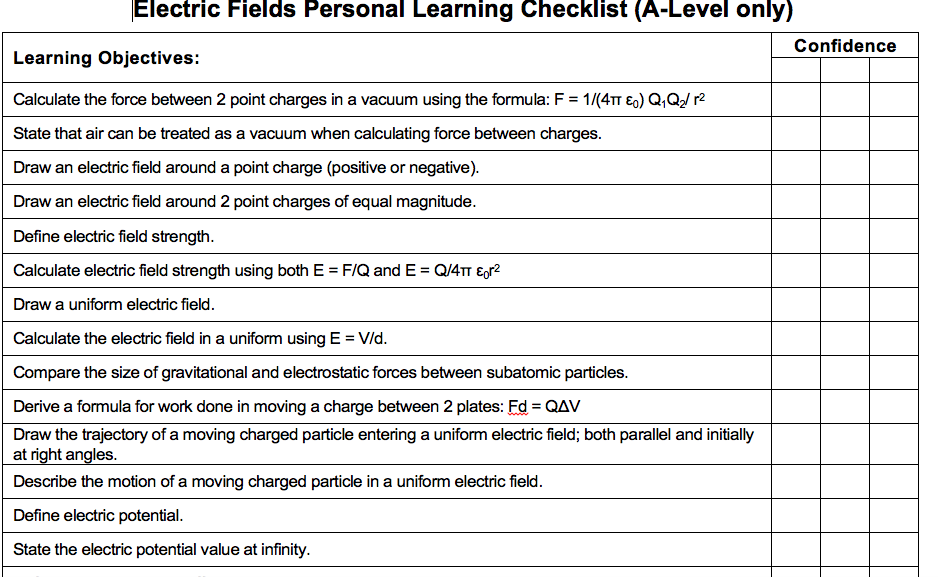 Electric Fields Personal Learning Checklist (A-Level only)
Learning Objectives:
Confidence
Calculate the force between 2 point charges in a vacuum using the formula: F = 1/(4π ε₀) Q₁Q₂/ r²
State that air can be treated as a vacuum when calculating force between charges.
Draw an electric field around a point charge (positive or negative).
Draw an electric field around 2 point charges of equal magnitude.
Define electric field strength.
Calculate electric field strength using both E = F/Q and E = Q/4π ε₀r²
Draw a uniform electric field.
Calculate the electric field in a uniform using E = V/d.
Compare the size of gravitational and electrostatic forces between subatomic particles.
Derive a formula for work done in moving a charge between 2 plates: Fd = QΔV
Draw the trajectory of a moving charged particle entering a uniform electric field; both parallel and initially
at right angles.
Describe the motion of a moving charged particle in a uniform electric field.
Define electric potential.
State the electric potential value at infinity.